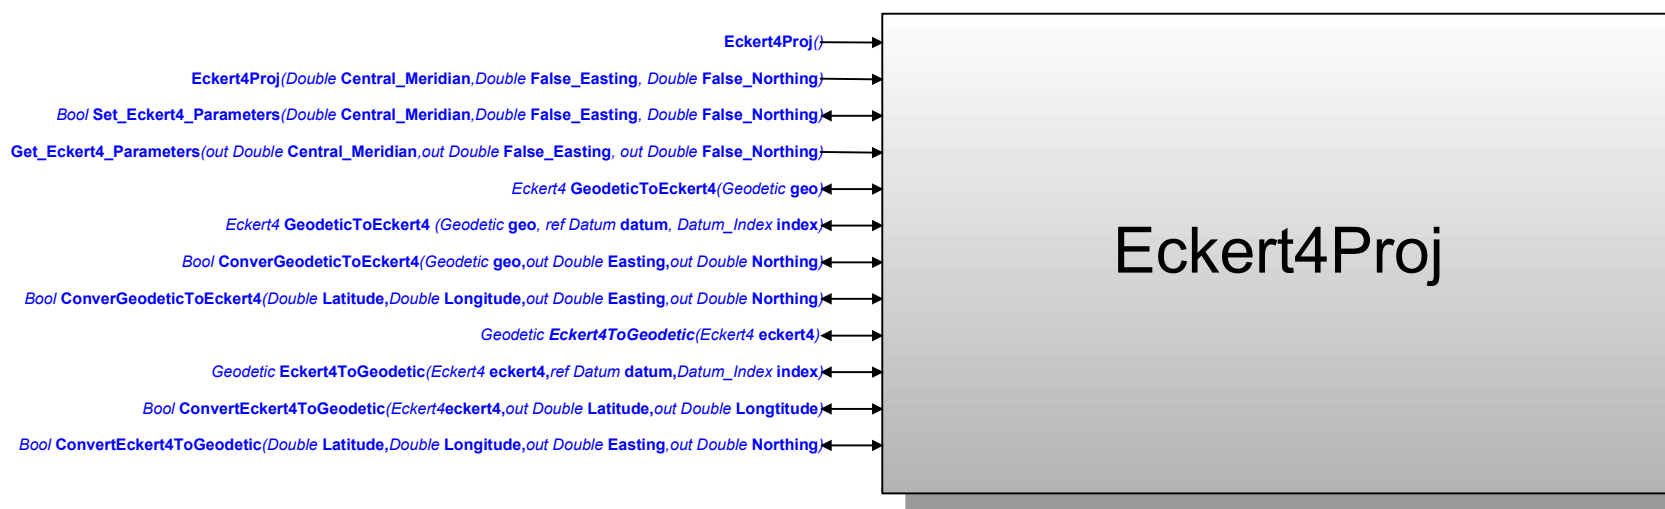 Eckert4Proj()
Eckert4Proj(Double Central_Meridian,Double False_Easting, Double False_Northing)
Bool Set_Eckert4_Parameters(Double Central_Meridian,Double False_Easting, Double False_Northing)
Get_Eckert4_Parameters(out Double Central_Meridian,out Double False_Easting, out Double False_Northing)
Eckert4 GeodeticToEckert4(Geodetic geo)
Eckert4 GeodeticToEckert4 (Geodetic geo, ref Datum datum, Datum_Index index)
Bool ConverGeodeticToEckert4(Geodetic geo,out Double Easting,out Double Northing)
Bool ConverGeodeticToEckert4(Double Latitude,Double Longitude,out Double Easting,out Double Northing)
Geodetic Eckert4ToGeodetic(Eckert4 eckert4)
Geodetic Eckert4ToGeodetic(Eckert4 eckert4,ref Datum datum,Datum_Index index)
Bool ConvertEckert4ToGeodetic(Eckert4eckert4,out Double Latitude,out Double Longtitude)
Bool ConvertEckert4ToGeodetic(Double Latitude,Double Longitude,out Double Easting,out Double Northing)
Eckert4Proj